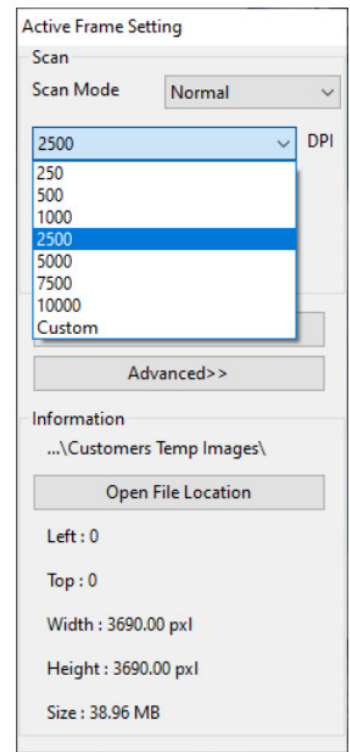 Active Frame Setting
Scan
Scan Mode Normal
2500 DPI
250
500
1000
2500
5000
7500
10000
Custom
Advanced>>
Information
...\Customers Temp Images\
Open File Location
Left : 0
Top : 0
Width : 3690.00 pxl
Height : 3690.00 pxl
Size : 38.96 MB